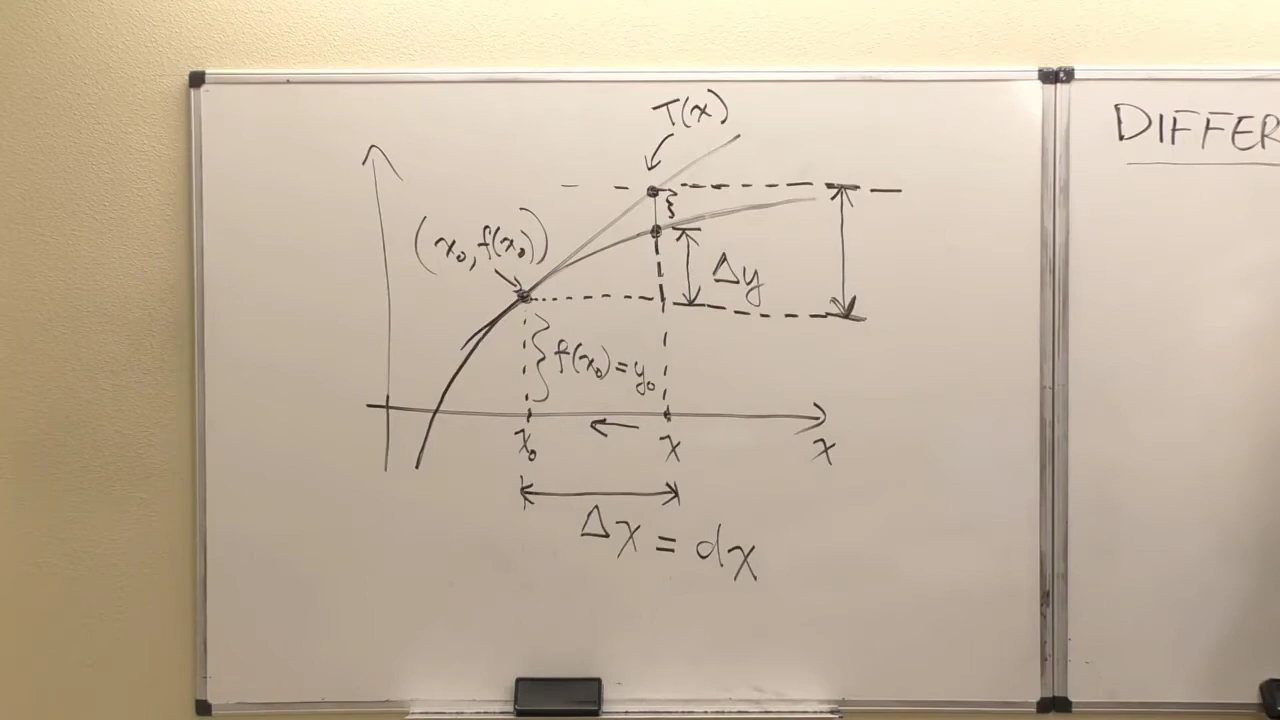 T(x)
DIFFER
(x₀, f(x₀))
Δy
f(x₀) = y₀
x₀
x
x
Δx = dx